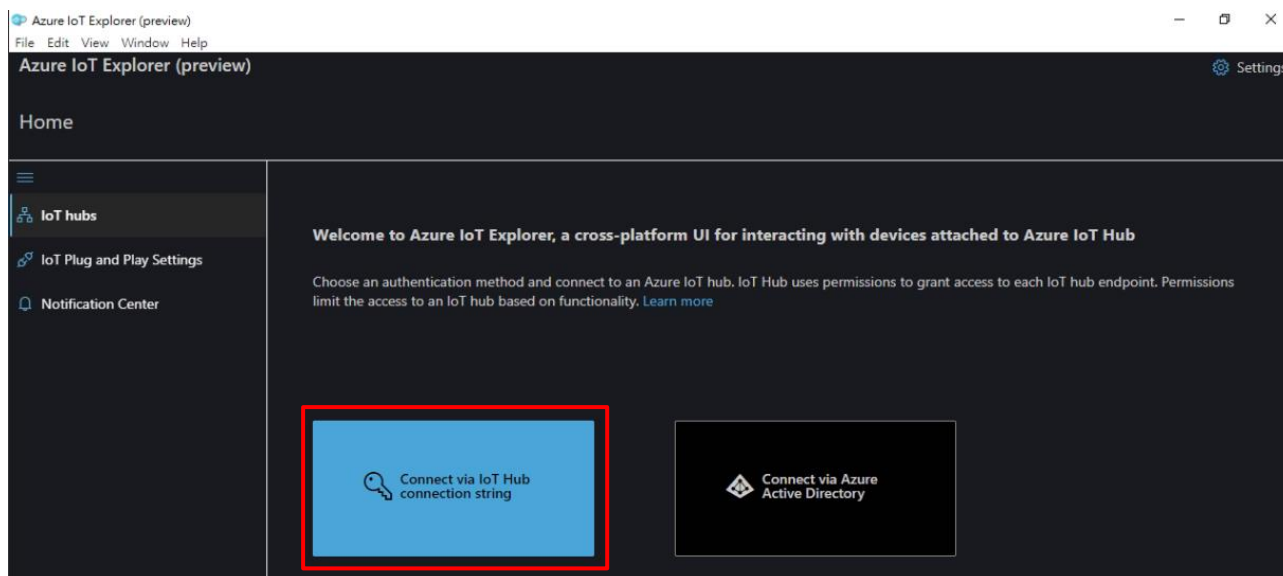 Azure IoT Explorer (preview)
File Edit View Window Help
Azure IoT Explorer (preview)
Settings
Home
IoT hubs
IoT Plug and Play Settings
Notification Center
Welcome to Azure IoT Explorer, a cross-platform UI for interacting with devices attached to Azure IoT Hub
Choose an authentication method and connect to an Azure IoT hub. IoT Hub uses permissions to grant access to each IoT hub endpoint. Permissions
limit the access to an IoT hub based on functionality. Learn more
Connect via IoT Hub
connection string
Connect via Azure
Active Directory